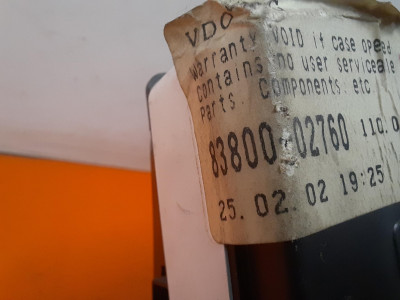 VDO
Warranty VOID if case opened
contains no user serviceable
Parts. Components. etc
83800-02760 110.0
25. 02. 02 19:25